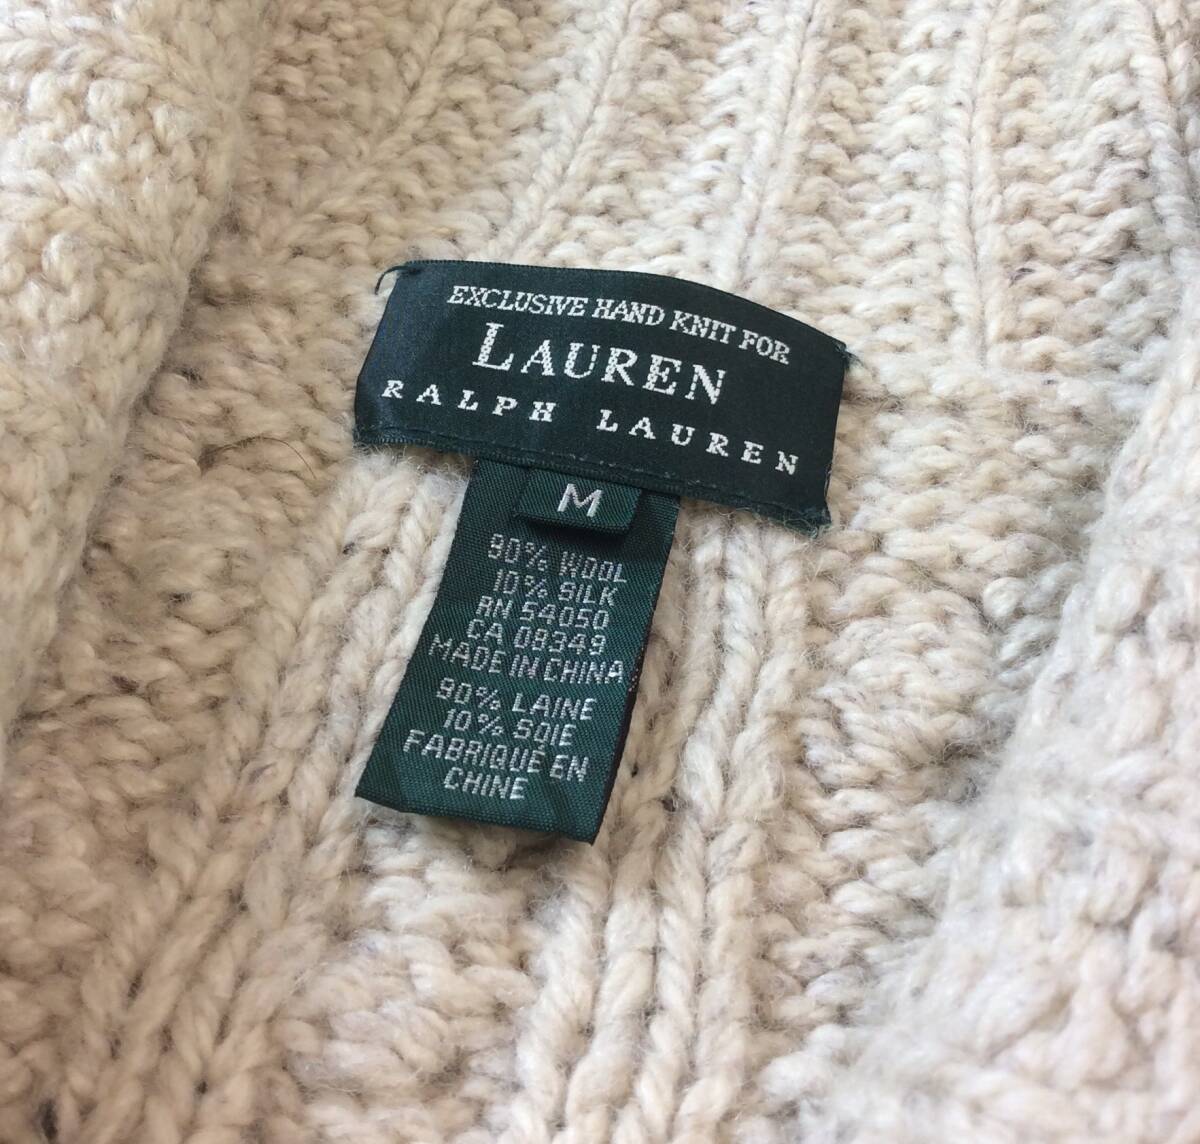 EXCLUSIVE HAND KNIT FOR
LAUREN
RALPH LAUREN
M
90% WOOL
10% SILK
RN 54050
CA 08349
MADE IN CHINA
90% LAINE
10% SOIE
FABRIQUÉ EN
CHINE